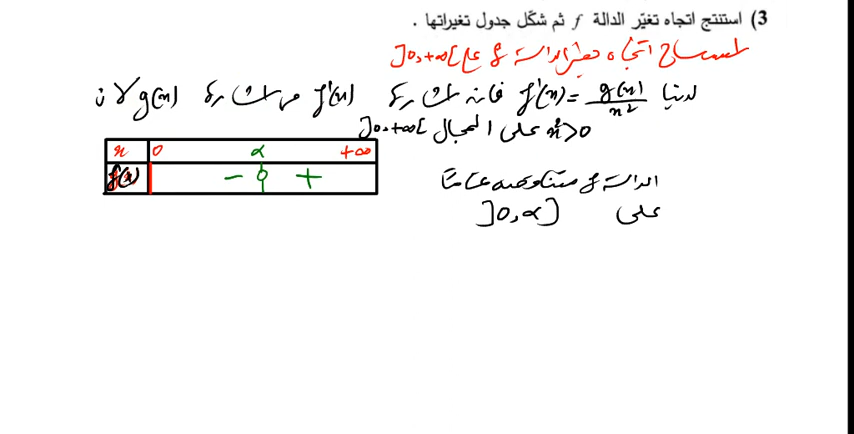 3) استنتج اتجاه تغيّر الدالة f ثم شكّل جدول تغيراتها .
استنتاج اتجاه تغير الدالة f على ]0,+∞[
لدينا f'(x) = g(x)/x² فإن إشارة f'(x) من إشارة g(x) لأن
x²>0 على المجال ]0,+∞[
x 0 α +∞
f'(x) - 0 +
الدالة f متناقصة تماما
على ]0,α]